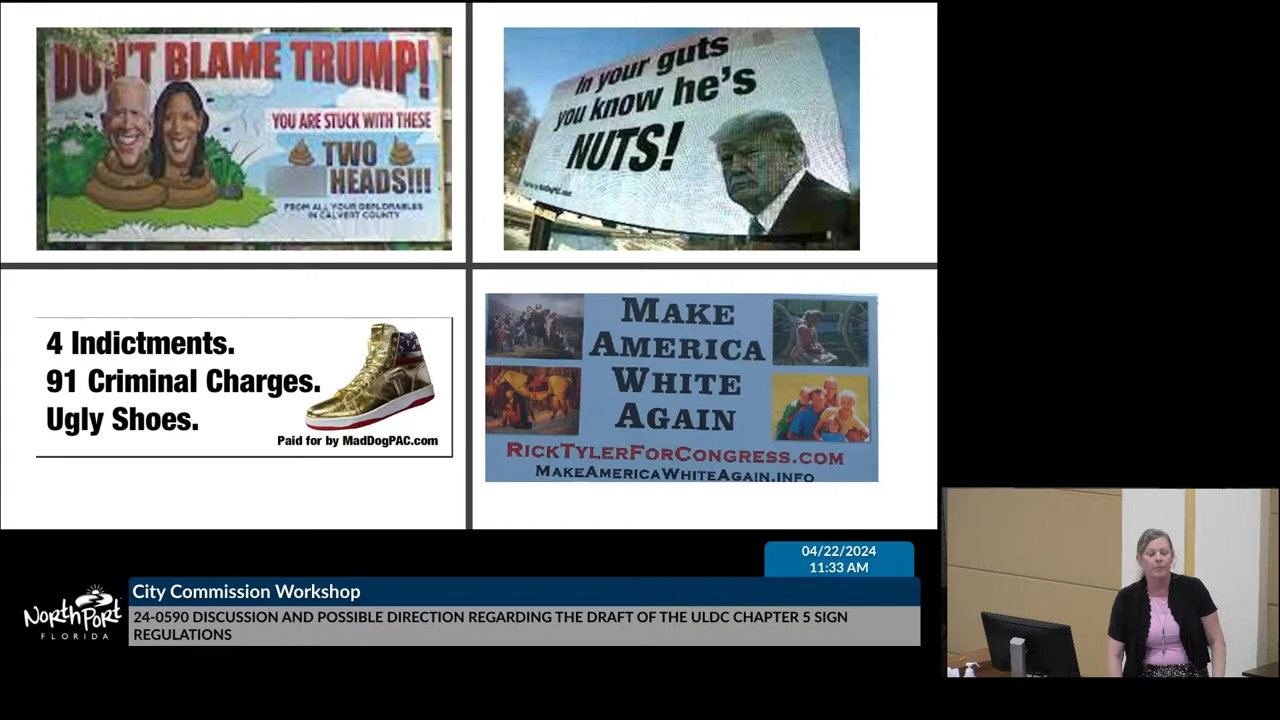 DON'T BLAME TRUMP!
YOU ARE STUCK WITH THESE
TWO
HEADS!!!
FROM ALL YOUR DEPLORABLES
IN CALVERT COUNTY
In your guts
you know he's
NUTS!
4 Indictments.
91 Criminal Charges.
Ugly Shoes.
Paid for by MadDogPAC.com
MAKE
AMERICA
WHITE
AGAIN
RICKTYLERFORCONGRESS.COM
MAKEAMERICAWHITEAGAIN.INFO
04/22/2024
11:33 AM
City Commission Workshop
24-0590 DISCUSSION AND POSSIBLE DIRECTION REGARDING THE DRAFT OF THE ULDC CHAPTER 5 SIGN
REGULATIONS
North Port
FLORIDA